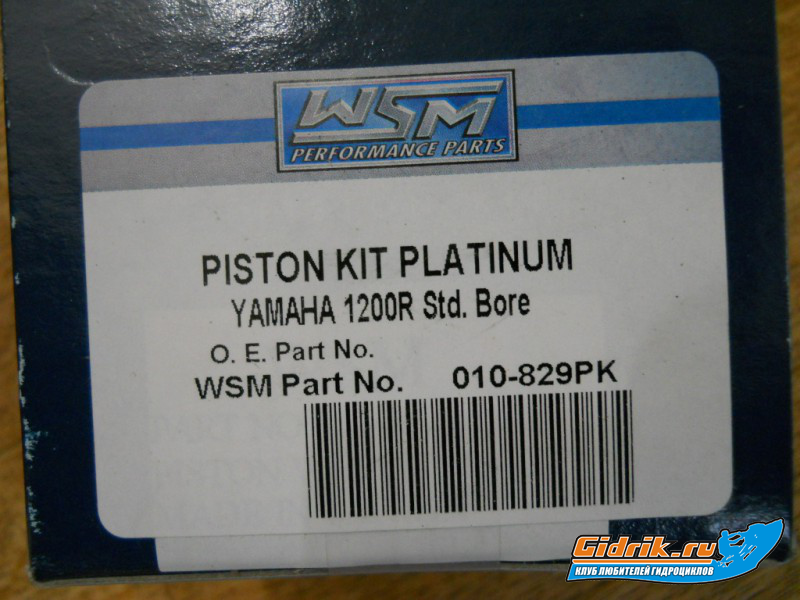 WSM
PERFORMANCE PARTS
PISTON KIT PLATINUM
YAMAHA 1200R Std. Bore
O. E. Part No.
WSM Part No. 010-829PK
Gidrik.ru
КЛУБ ЛЮБИТЕЛЕЙ ГИДРОЦИКЛОВ